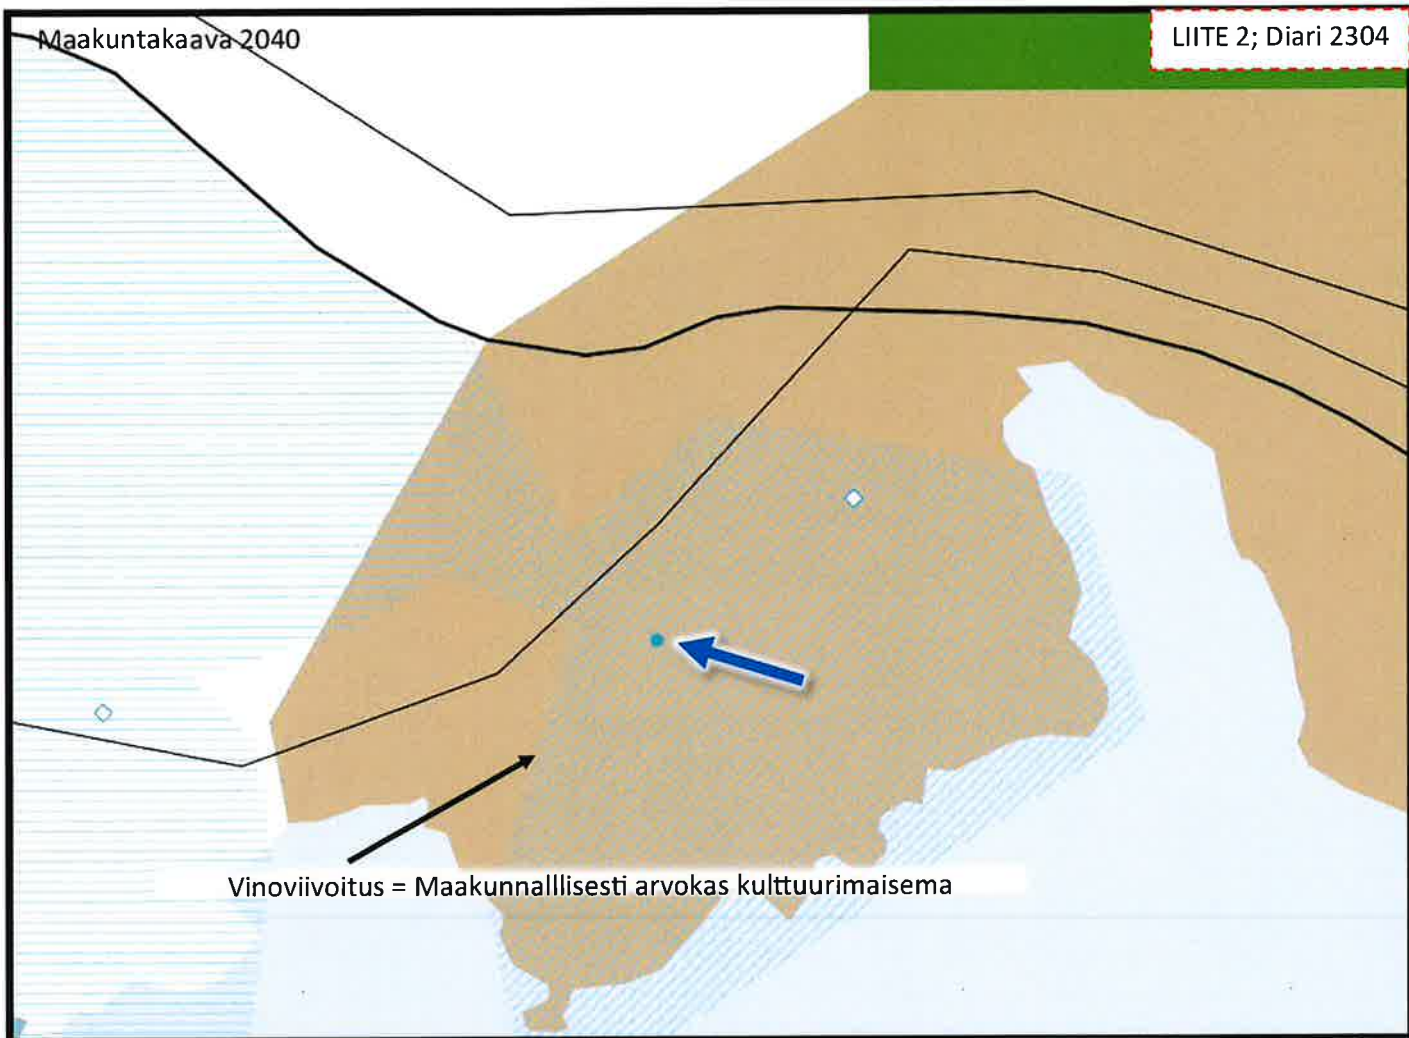 Maakuntakaava 2040
LIITE 2; Diari 2304
Vinoviivoitus = Maakunnalllisesti arvokas kulttuurimaisema